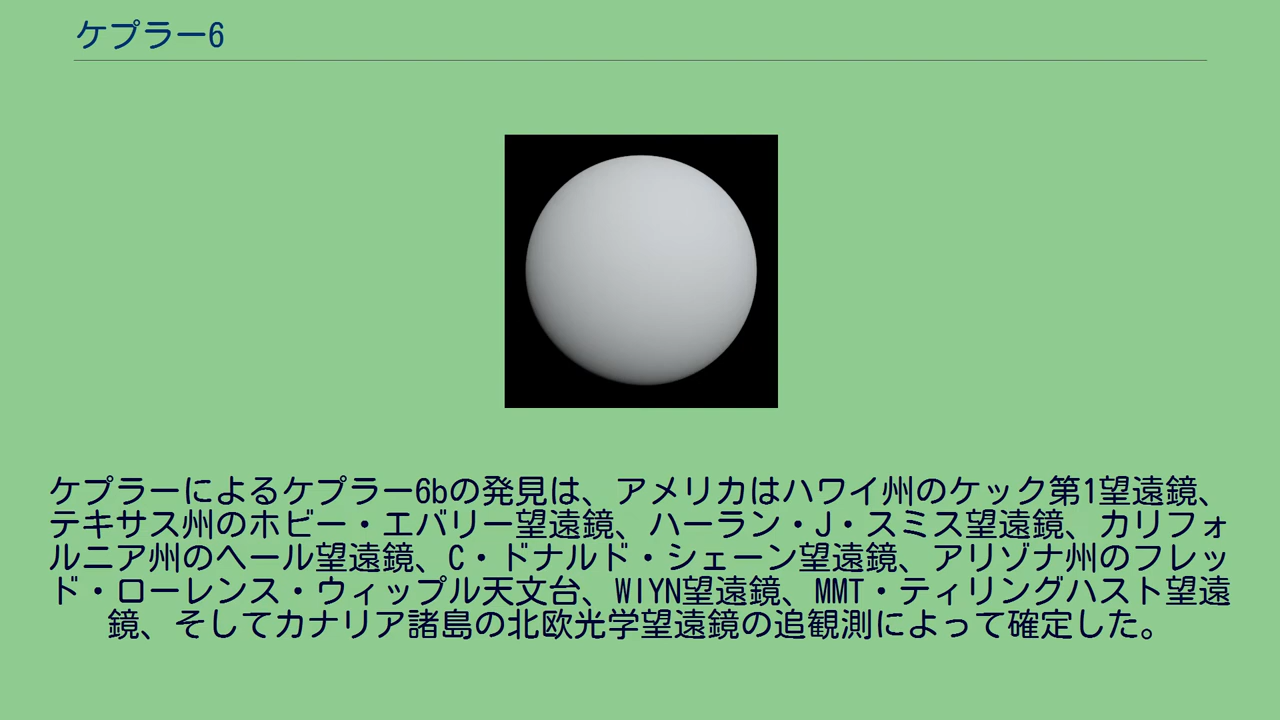 ケプラー6
ケプラーによるケプラー6bの発見は、アメリカはハワイ州のケック第1望遠鏡、
テキサス州のホビー・エバリー望遠鏡、ハーラン・J・スミス望遠鏡、カリフォ
ルニア州のヘール望遠鏡、C・ドナルド・シェーン望遠鏡、アリゾナ州のフレッ
ド・ローレンス・ウィップル天文台、WIYN望遠鏡、MMT・ティリングハスト望遠
鏡、そしてカナリア諸島の北欧光学望遠鏡の追観測によって確定した。